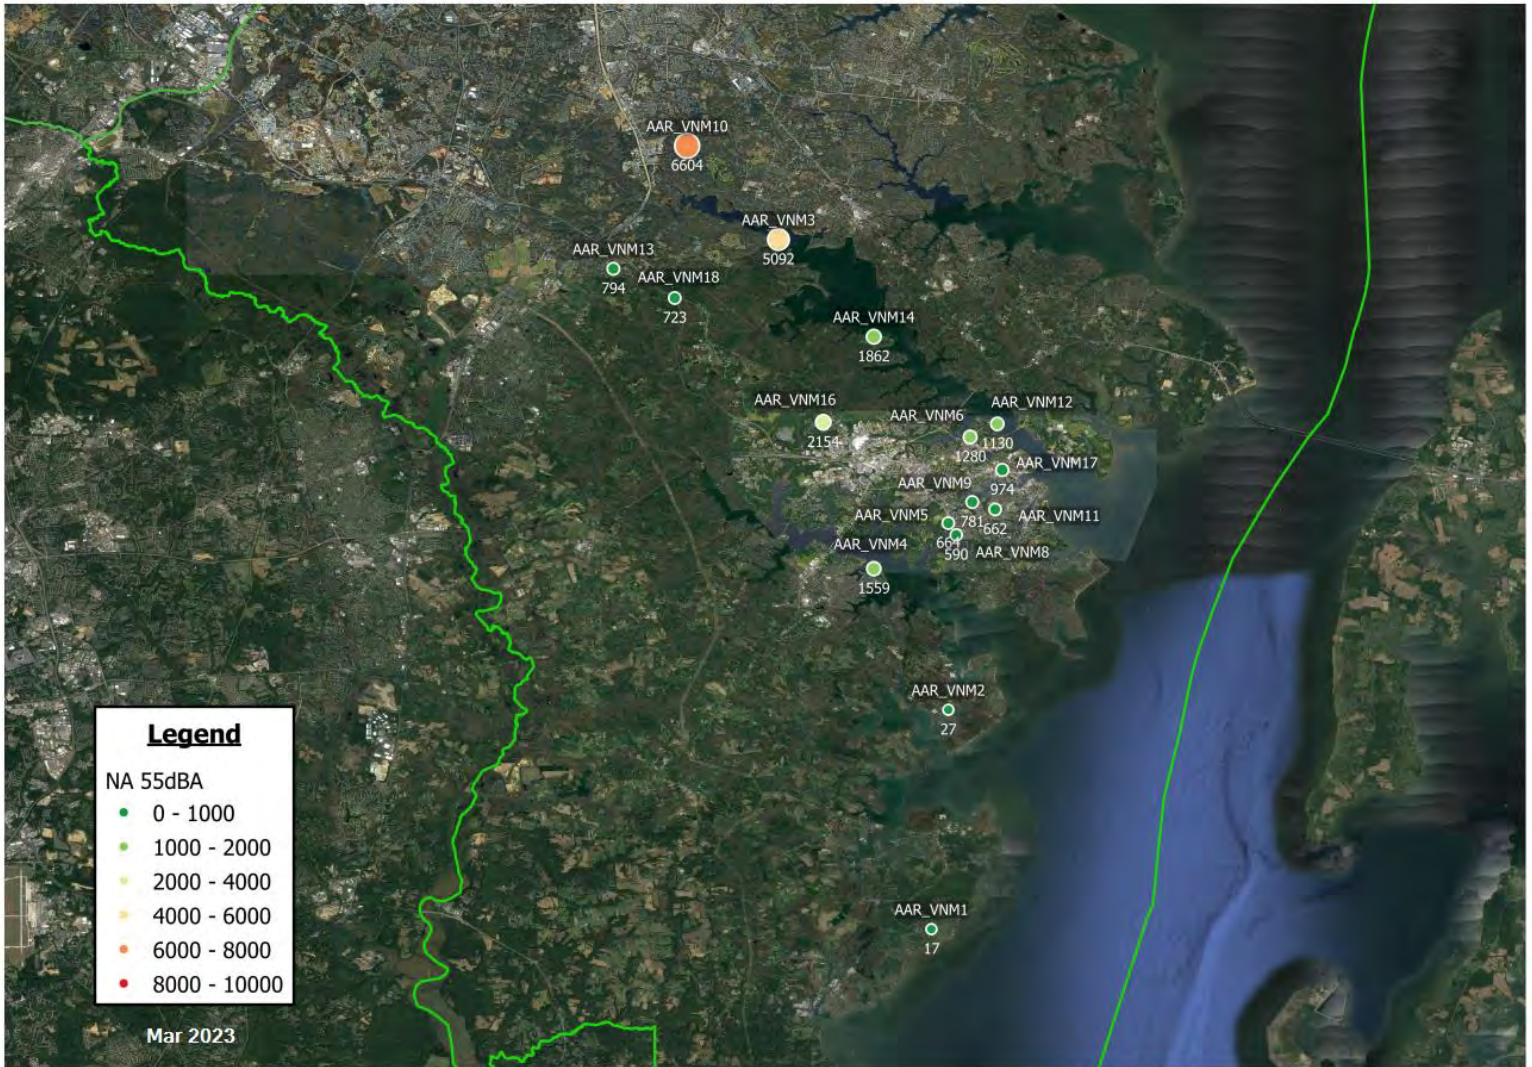 AAR_VNM10
6604
AAR_VNM3
5092
AAR_VNM13
794
AAR_VNM18
723
AAR_VNM14
1862
AAR_VNM16
2154
AAR_VNM6
1280
AAR_VNM12
1130
AAR_VNM17
974
AAR_VNM9
781
AAR_VNM11
662
AAR_VNM5
664
AAR_VNM8
590
AAR_VNM4
1559
AAR_VNM2
27
AAR_VNM1
17
Legend
NA 55dBA
0 - 1000
1000 - 2000
2000 - 4000
4000 - 6000
6000 - 8000
8000 - 10000
Mar 2023